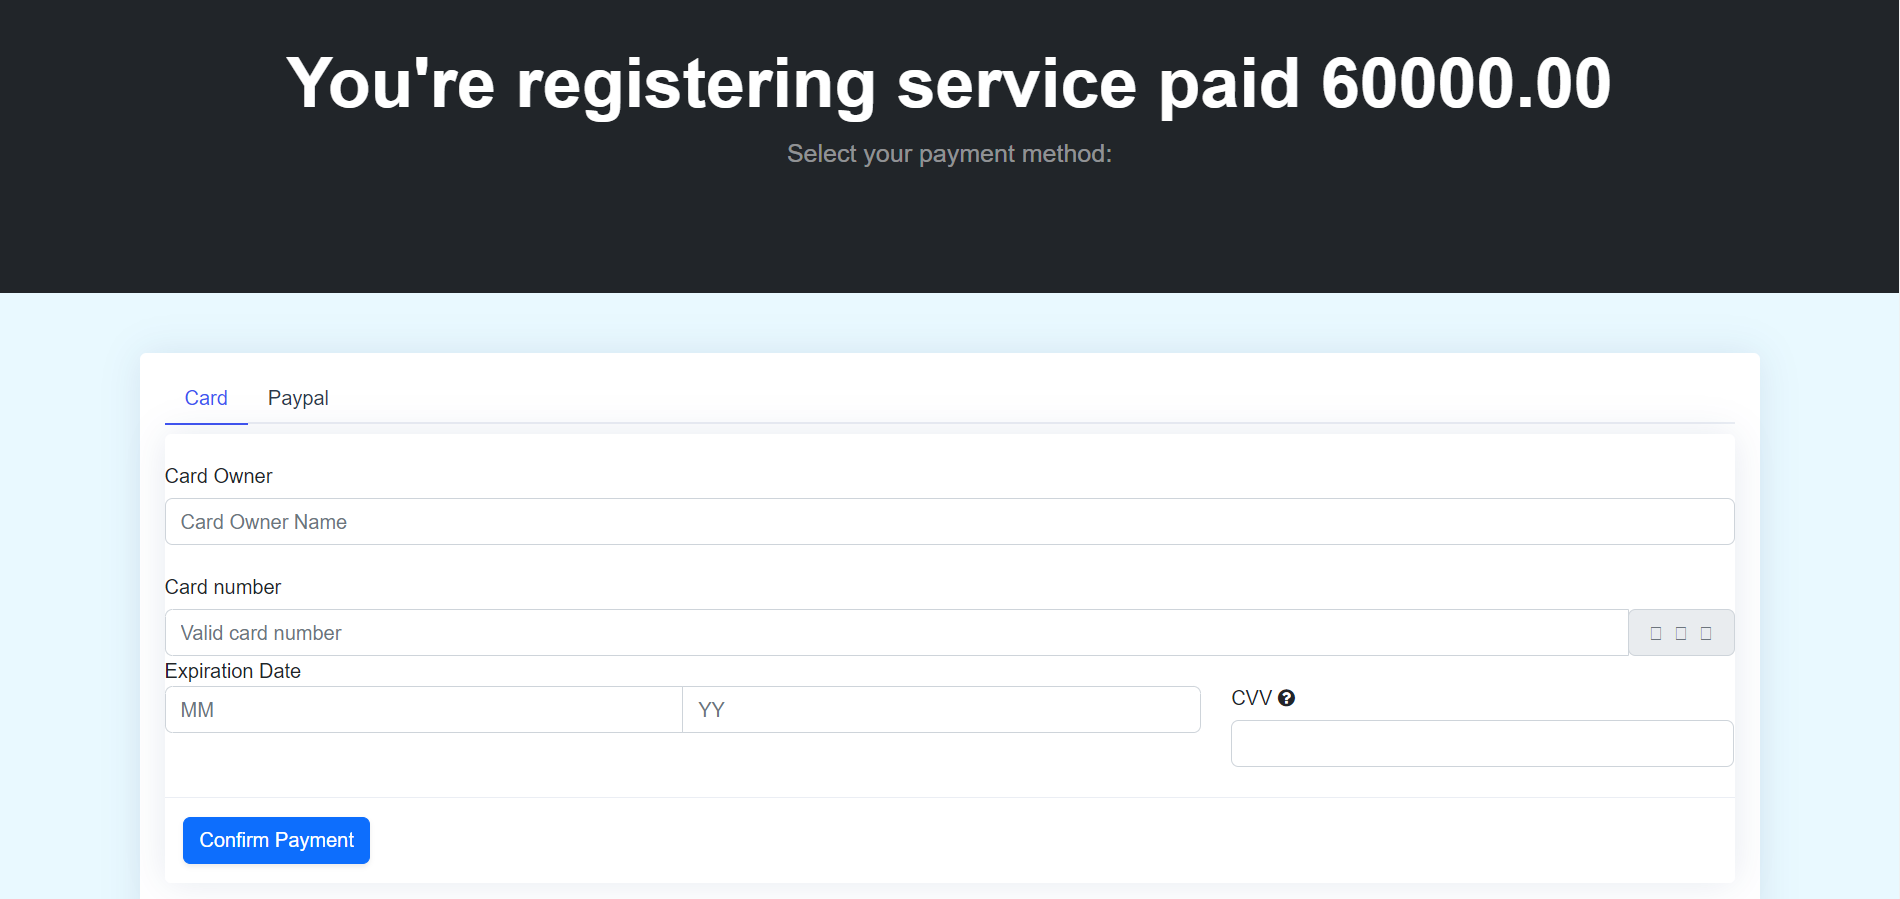 You're registering service paid 60000.00
Select your payment method:
Card Paypal
Card Owner
Card Owner Name
Card number
Valid card number
Expiration Date
MM YY
CVV
Confirm Payment